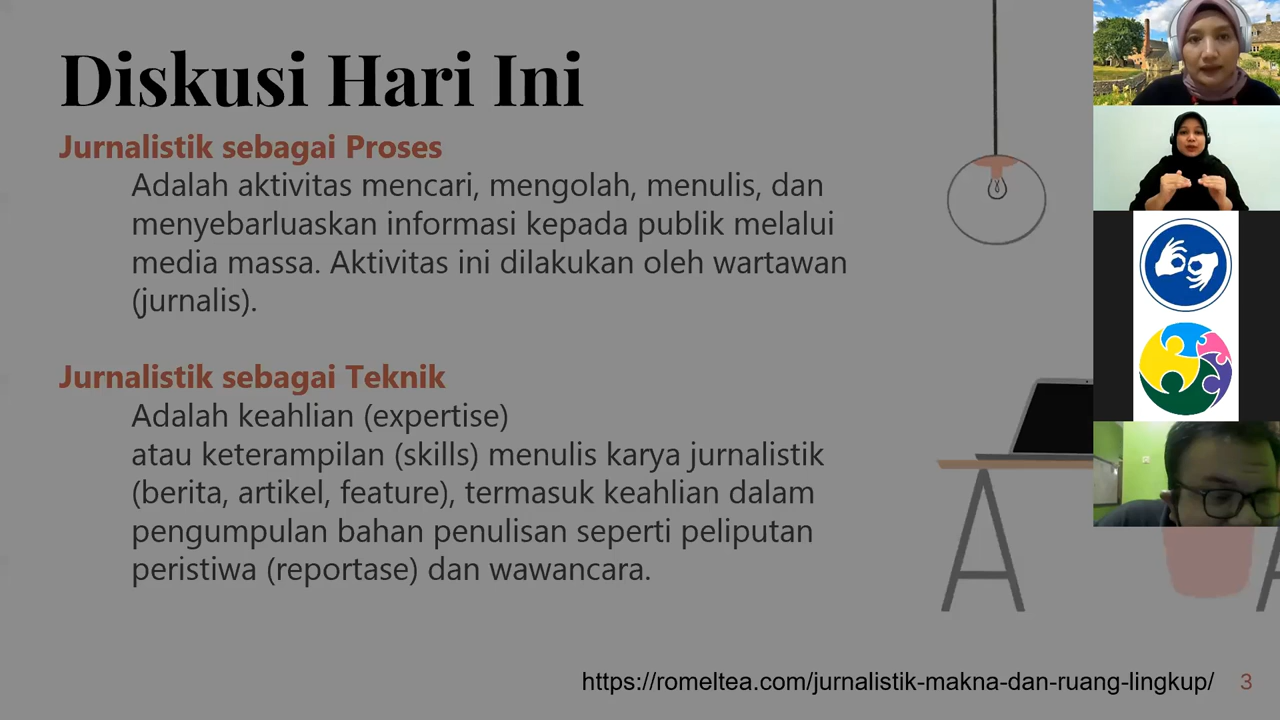 Diskusi Hari Ini
Jurnalistik sebagai Proses
Adalah aktivitas mencari, mengolah, menulis, dan
menyebarluaskan informasi kepada publik melalui
media massa. Aktivitas ini dilakukan oleh wartawan
(jurnalis).
Jurnalistik sebagai Teknik
Adalah keahlian (expertise)
atau keterampilan (skills) menulis karya jurnalistik
(berita, artikel, feature), termasuk keahlian dalam
pengumpulan bahan penulisan seperti peliputan
peristiwa (reportase) dan wawancara.
https://romeltea.com/jurnalistik-makna-dan-ruang-lingkup/ 3